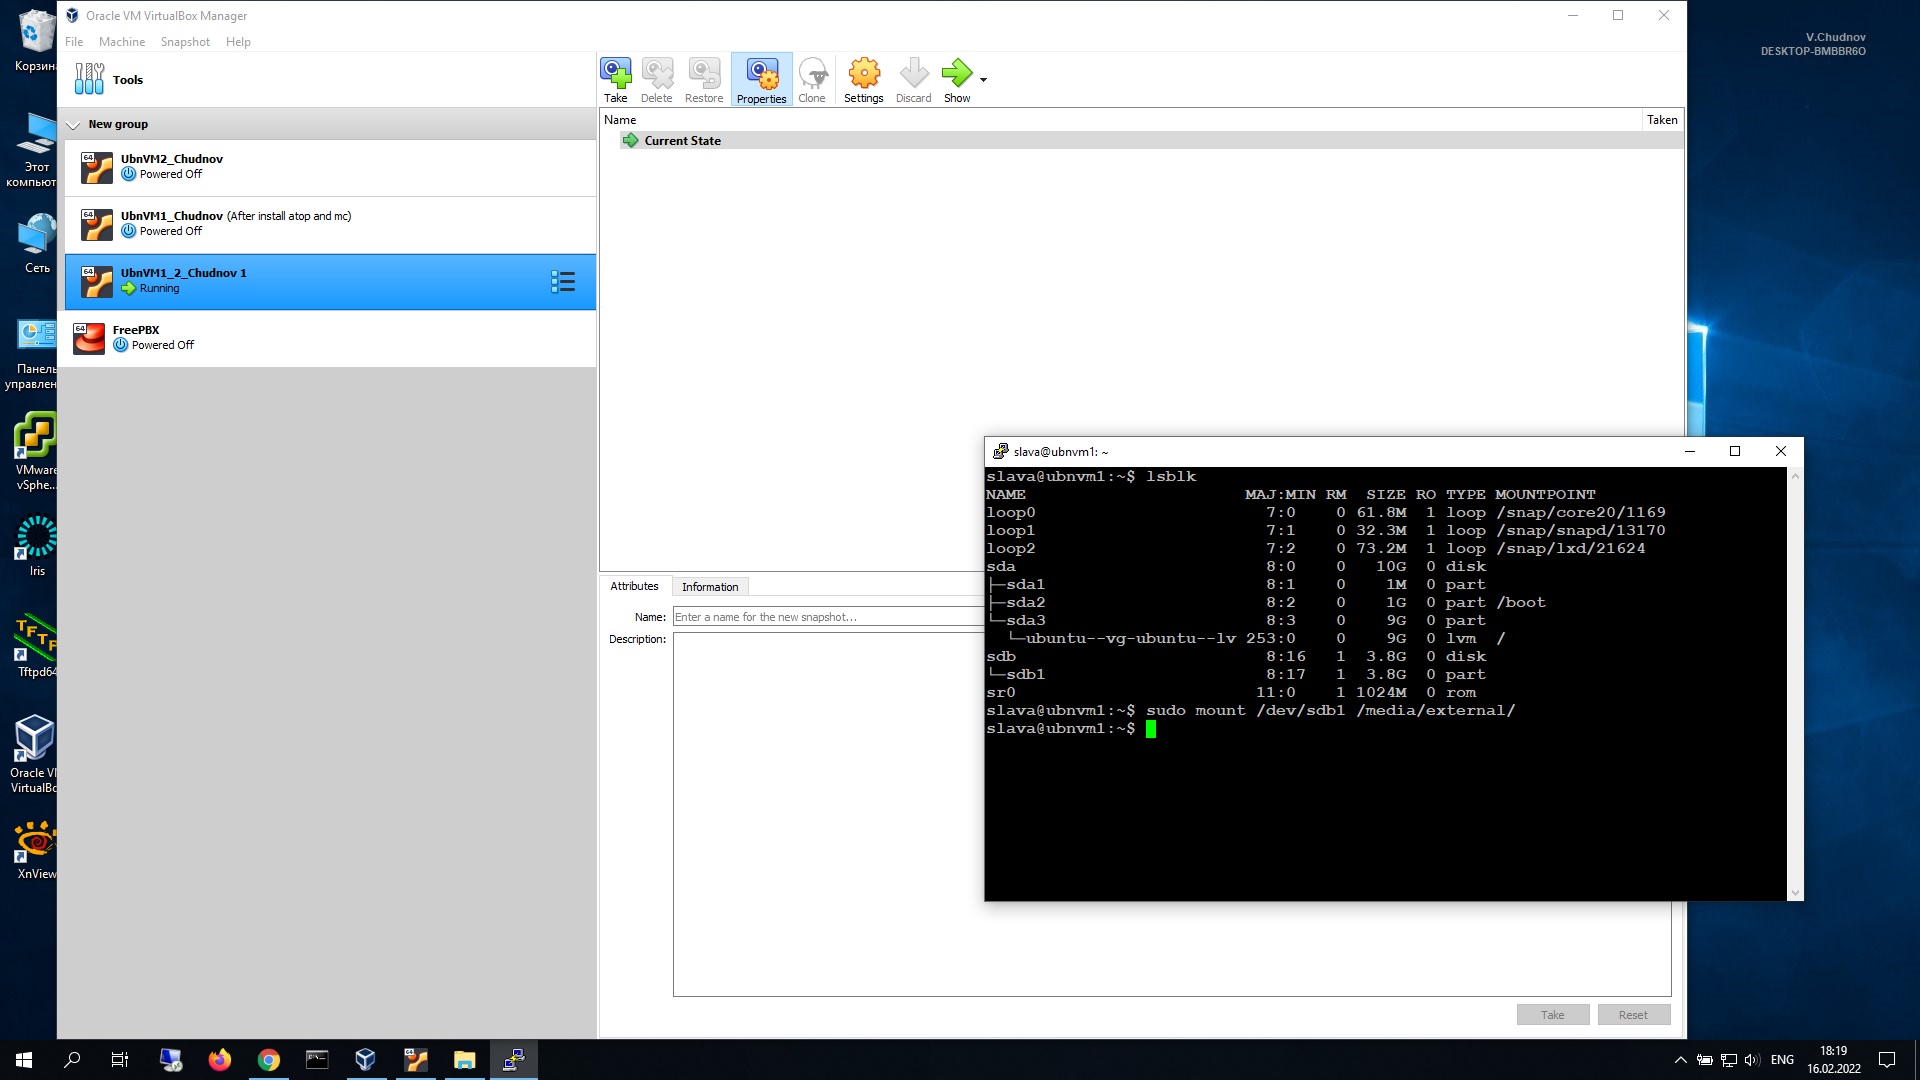 Oracle VM VirtualBox Manager
File Machine Snapshot Help
Tools
New group
64
UbnVM2_Chudnov
Powered Off
64
UbnVM1_Chudnov (After install atop and mc)
Powered Off
64
UbnVM1_2_Chudnov 1
Running
64
FreePBX
Powered Off
Take Delete Restore Properties Clone Settings Discard Show
Name Taken
Current State
Attributes Information
Name: Enter a name for the new snapshot...
Description:
Take Reset
V.Chudnov
DESKTOP-BMBBR6O
slava@ubnvm1: ~
slava@ubnvm1:~$ lsblk
NAME MAJ:MIN RM SIZE RO TYPE MOUNTPOINT
loop0 7:0 0 61.8M 1 loop /snap/core20/1169
loop1 7:1 0 32.3M 1 loop /snap/snapd/13170
loop2 7:2 0 73.2M 1 loop /snap/lxd/21624
sda 8:0 0 10G 0 disk
├─sda1 8:1 0 1M 0 part
├─sda2 8:2 0 1G 0 part /boot
└─sda3 8:3 0 9G 0 part
└─ubuntu--vg-ubuntu--lv 253:0 0 9G 0 lvm /
sdb 8:16 1 3.8G 0 disk
└─sdb1 8:17 1 3.8G 0 part
sr0 11:0 1 1024M 0 rom
slava@ubnvm1:~$ sudo mount /dev/sdb1 /media/external/
slava@ubnvm1:~$
Корзина
Этот
компьют
Сеть
Панель
управлен
VMware
vSphe...
Iris
TFTP
Tftpd64
Oracle VM
VirtualBo
XnView
ENG
18:19
16.02.2022